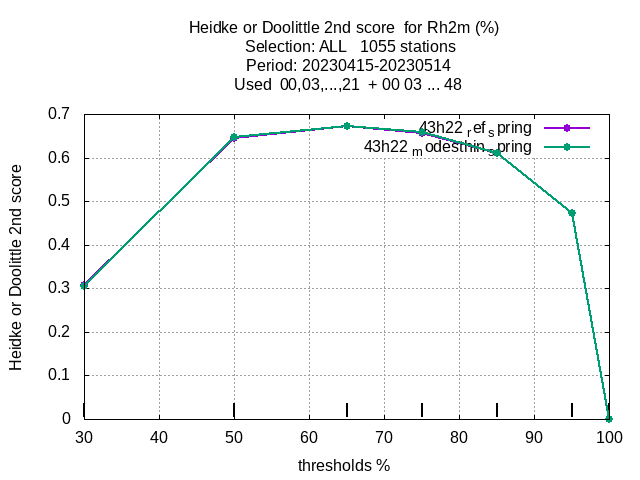 Heidke or Doolittle 2nd score  for Rh2m (%)
Selection: ALL   1055 stations
Period: 20230415-20230514
Used  00,03,...,21  + 00 03 ... 48
43h22 ref spring
43h22 modesthin spring
Heidke or Doolittle 2nd score
0.7
0.6
0.5
0.4
0.3
0.2
0.1
0
30 40 50 60 70 80 90 100
thresholds %